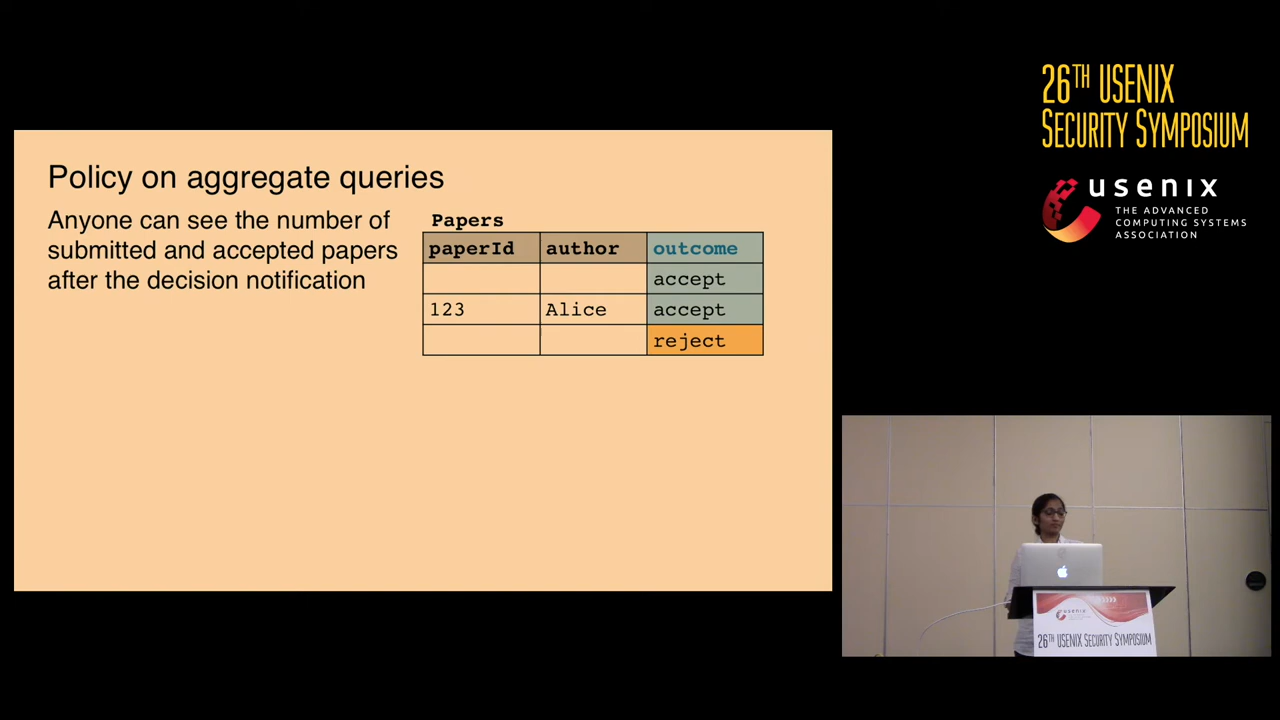 26TH USENIX
SECURITY SYMPOSIUM
usenix
THE ADVANCED
COMPUTING SYSTEMS
ASSOCIATION
Policy on aggregate queries
Anyone can see the number of
submitted and accepted papers
after the decision notification
Papers
paperId author outcome
accept
123 Alice accept
reject
usenix
26TH USENIX SECURITY SYMPOSIUM